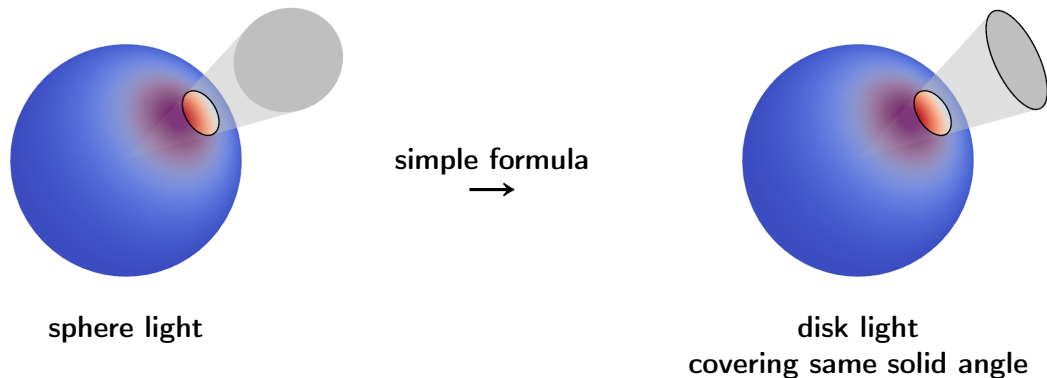 simple formula
→
sphere light
disk light
covering same solid angle